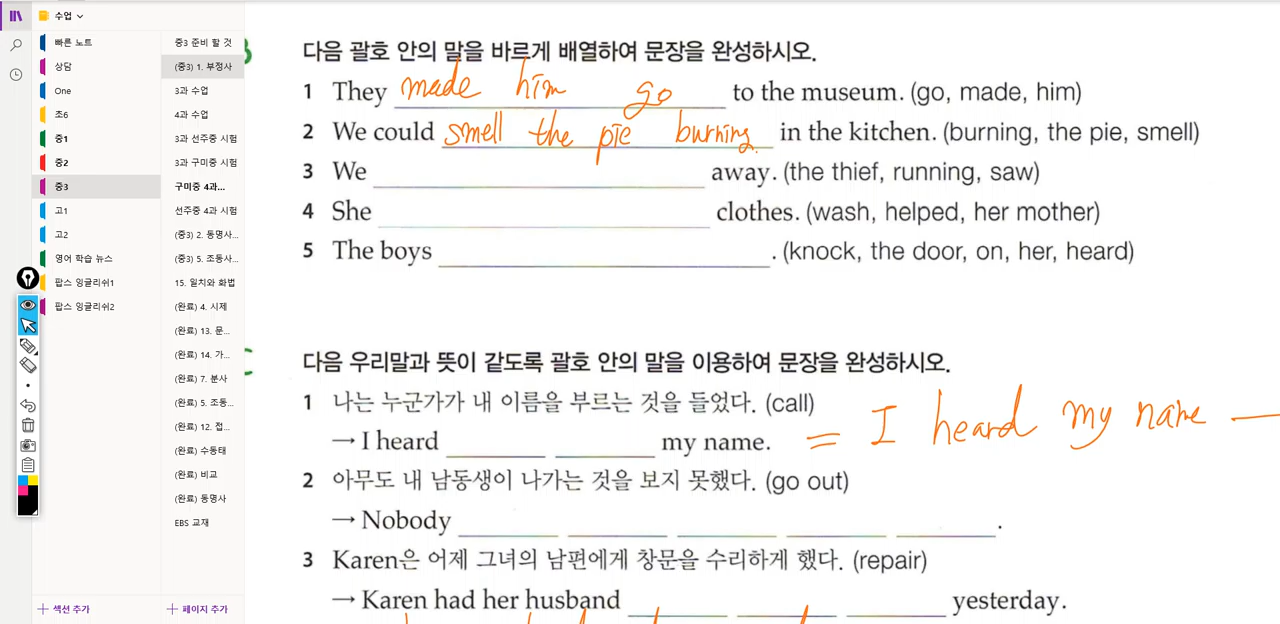 수업
빠른 노트
상담
One
초6
중1
중2
중3
고1
고2
영어 학습 뉴스
팝스 잉글리쉬1
팝스 잉글리쉬2
섹션 추가
중3 준비 할 것
(중3) 1. 부정사
3과 수업
4과 수업
3과 선주중 시험
3과 구미중 시험
구미중 4과...
선주중 4과 시험
(중3) 2. 동명사...
(중3) 5. 조동사...
15. 일치와 화법
(완료) 4. 시제
(완료) 13. 문...
(완료) 14. 가...
(완료) 7. 분사
(완료) 5. 조동...
(완료) 12. 접...
(완료) 수동태
(완료) 비교
(완료) 동명사
EBS 교재
페이지 추가
다음 괄호 안의 말을 바르게 배열하여 문장을 완성하시오.
1 They made him go to the museum. (go, made, him)
2 We could smell the pie burning in the kitchen. (burning, the pie, smell)
3 We away. (the thief, running, saw)
4 She clothes. (wash, helped, her mother)
5 The boys . (knock, the door, on, her, heard)
C
다음 우리말과 뜻이 같도록 괄호 안의 말을 이용하여 문장을 완성하시오.
1 나는 누군가가 내 이름을 부르는 것을 들었다. (call)
→ I heard my name. = I heard my name
2 아무도 내 남동생이 나가는 것을 보지 못했다. (go out)
→ Nobody .
3 Karen은 어제 그녀의 남편에게 창문을 수리하게 했다. (repair)
→ Karen had her husband yesterday.